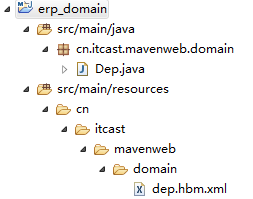 erp_domain
src/main/java
cn.itcast.mavenweb.domain
Dep.java
src/main/resources
cn
itcast
mavenweb
domain
dep.hbm.xml